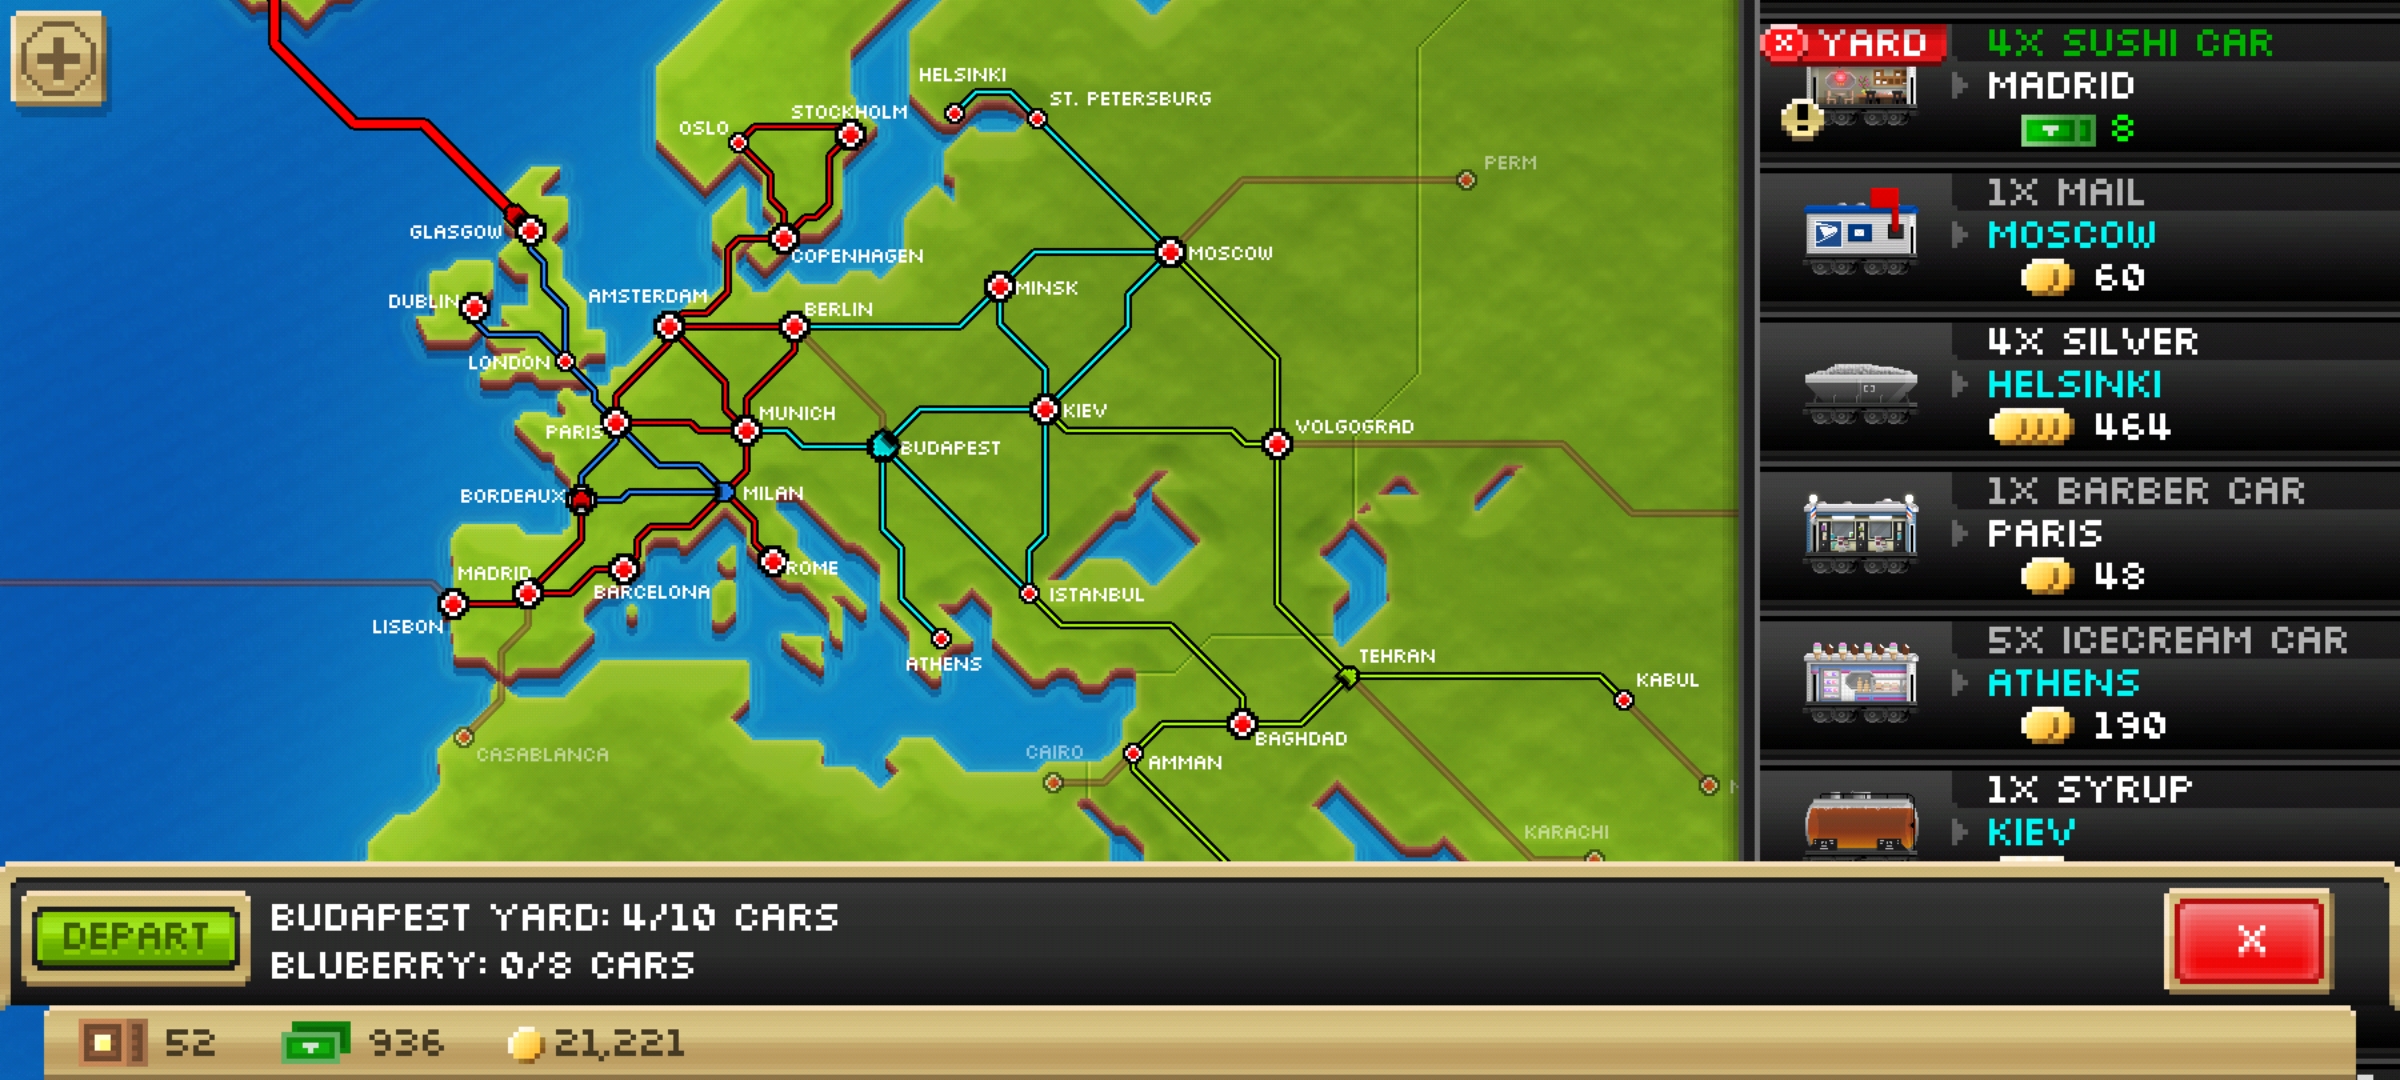 HELSINKI
ST. PETERSBURG
STOCKHOLM
OSLO
PERM
GLASGOW
COPENHAGEN
MOSCOW
MINSK
DUBLIN
AMSTERDAM
BERLIN
LONDON
MUNICH
KIEV
VOLGOGRAD
PARIS
BUDAPEST
BORDEAUX
MILAN
MADRID
ROME
BARCELONA
ISTANBUL
LISBON
ATHENS
TEHRAN
KABUL
CASABLANCA
CAIRO
BAGHDAD
AMMAN
KARACHI
YARD
4X SUSHI CAR
MADRID
8
1X MAIL
MOSCOW
60
4X SILVER
HELSINKI
464
1X BARBER CAR
PARIS
48
5X ICECREAM CAR
ATHENS
190
1X SYRUP
KIEV
DEPART
BUDAPEST YARD: 4/10 CARS
BLUBERRY: 0/8 CARS
X
52
936
21,221